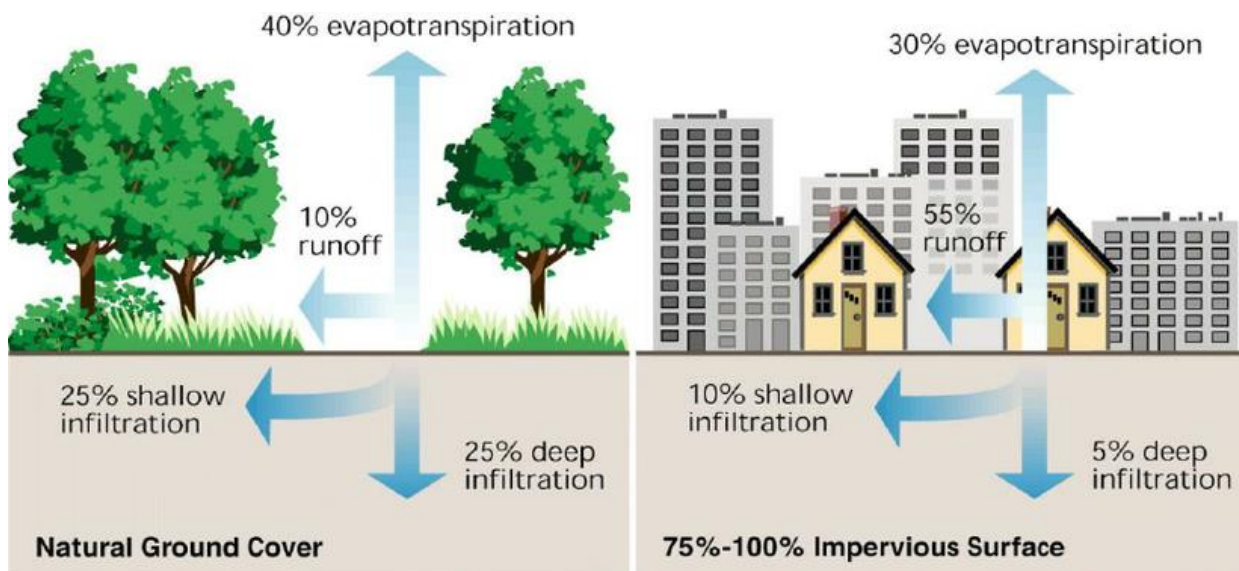 40% evapotranspiration
10%
runoff
25% shallow
infiltration
25% deep
infiltration
Natural Ground Cover
30% evapotranspiration
55%
runoff
10% shallow
infiltration
5% deep
infiltration
75%-100% Impervious Surface